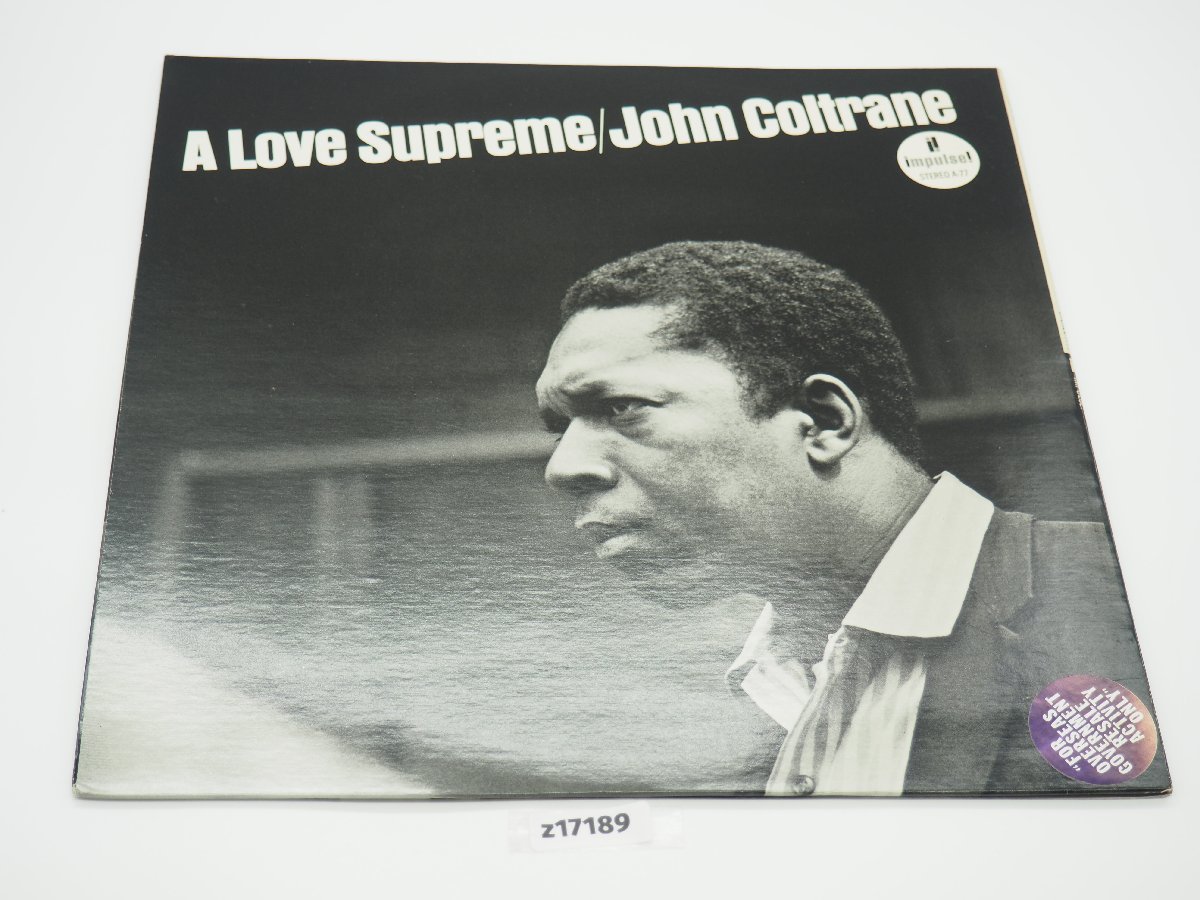 A Love Supreme/John Coltrane
impulse!
STEREO A-77
"FOR
OVERSEAS
GOVERNMENT
RESALE
ACTIVITY
ONLY"
z17189